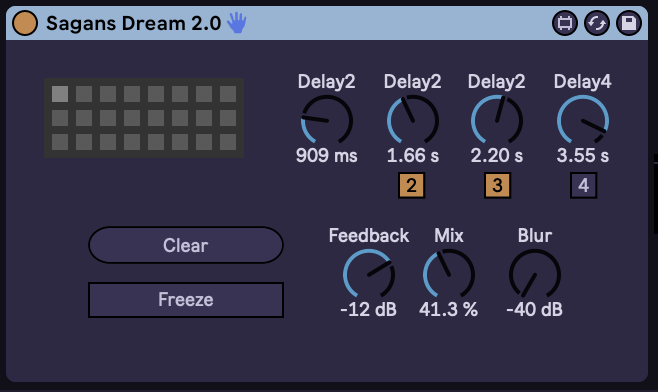 Sagans Dream 2.0
Delay2 Delay2 Delay2 Delay4
909 ms 1.66 s 2.20 s 3.55 s
2 3 4
Clear
Freeze
Feedback Mix Blur
-12 dB 41.3 % -40 dB